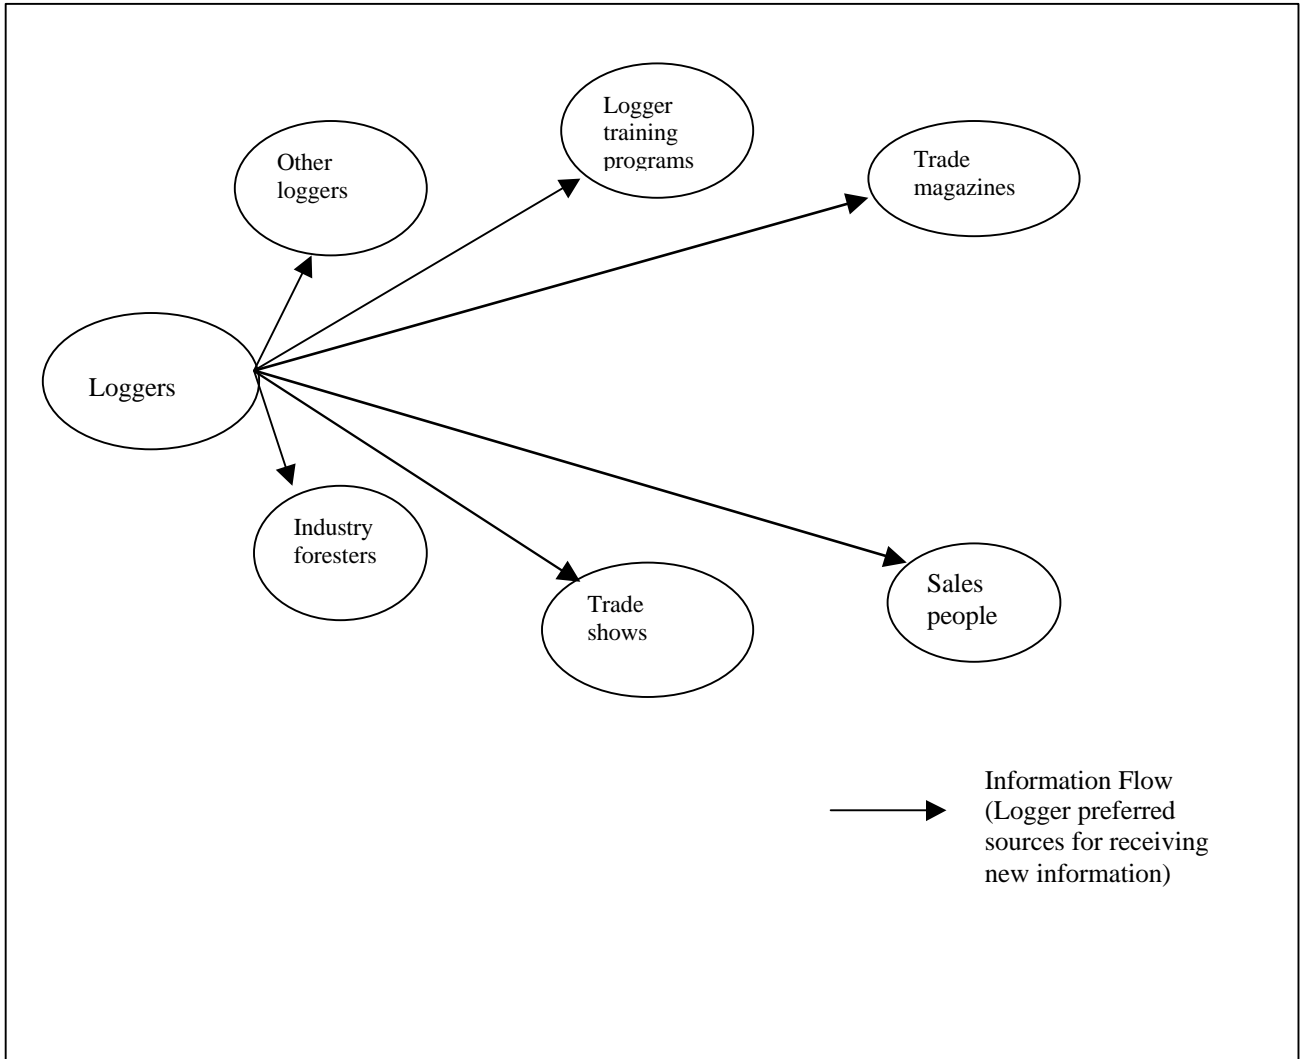 Other
loggers
Logger
training
programs
Trade
magazines
Loggers
Industry
foresters
Trade
shows
Sales
people
Information Flow
(Logger preferred
sources for receiving
new information)